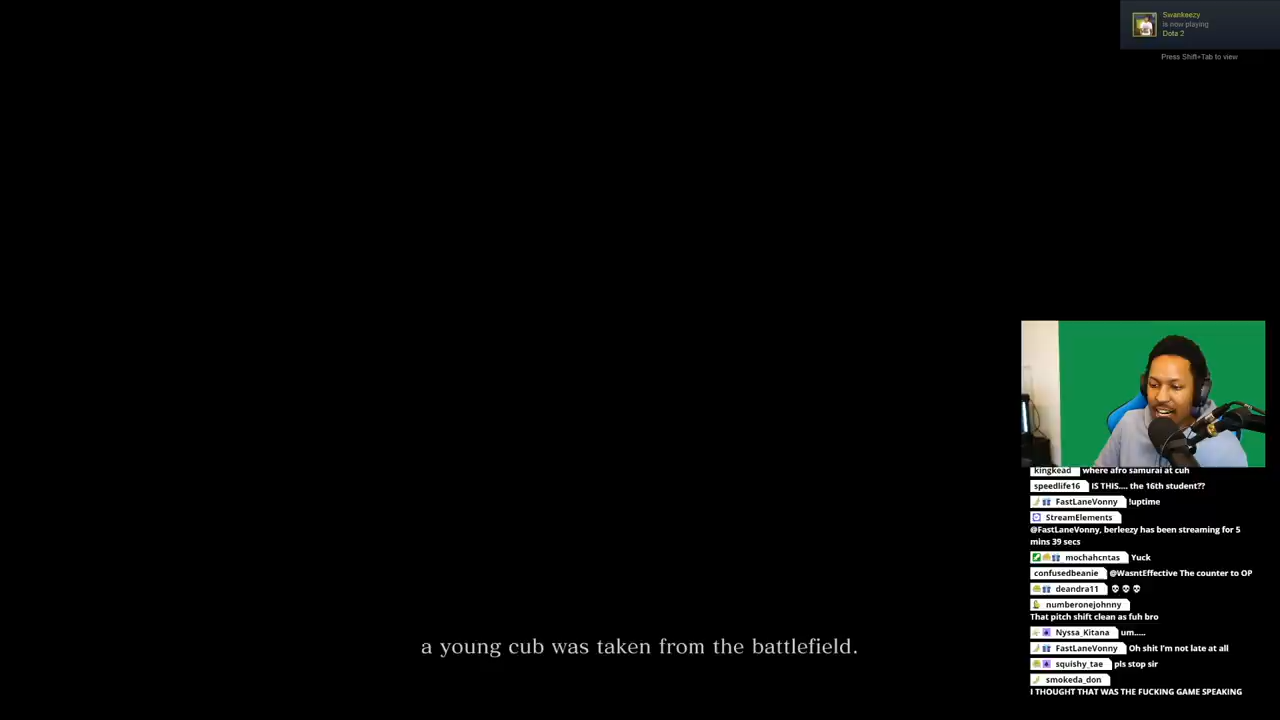 Swankeezy
is now playing
Dota 2
Press Shift+Tab to view
kingkead where afro samurai at cuh
speedlife16 IS THIS.... the 16th student??
FastLaneVonny !uptime
StreamElements
@FastLaneVonny, berleezy has been streaming for 5
mins 39 secs
mochahcntas Yuck
confusedbeanie @WasntEffective The counter to OP
deandra11 💀 💀 💀
numberonejohnny
That pitch shift clean as fuh bro
Nyssa_Kitana um.....
FastLaneVonny Oh shit I'm not late at all
squishy_tae pls stop sir
smokeda_don
I THOUGHT THAT WAS THE FUCKING GAME SPEAKING
a young cub was taken from the battlefield.